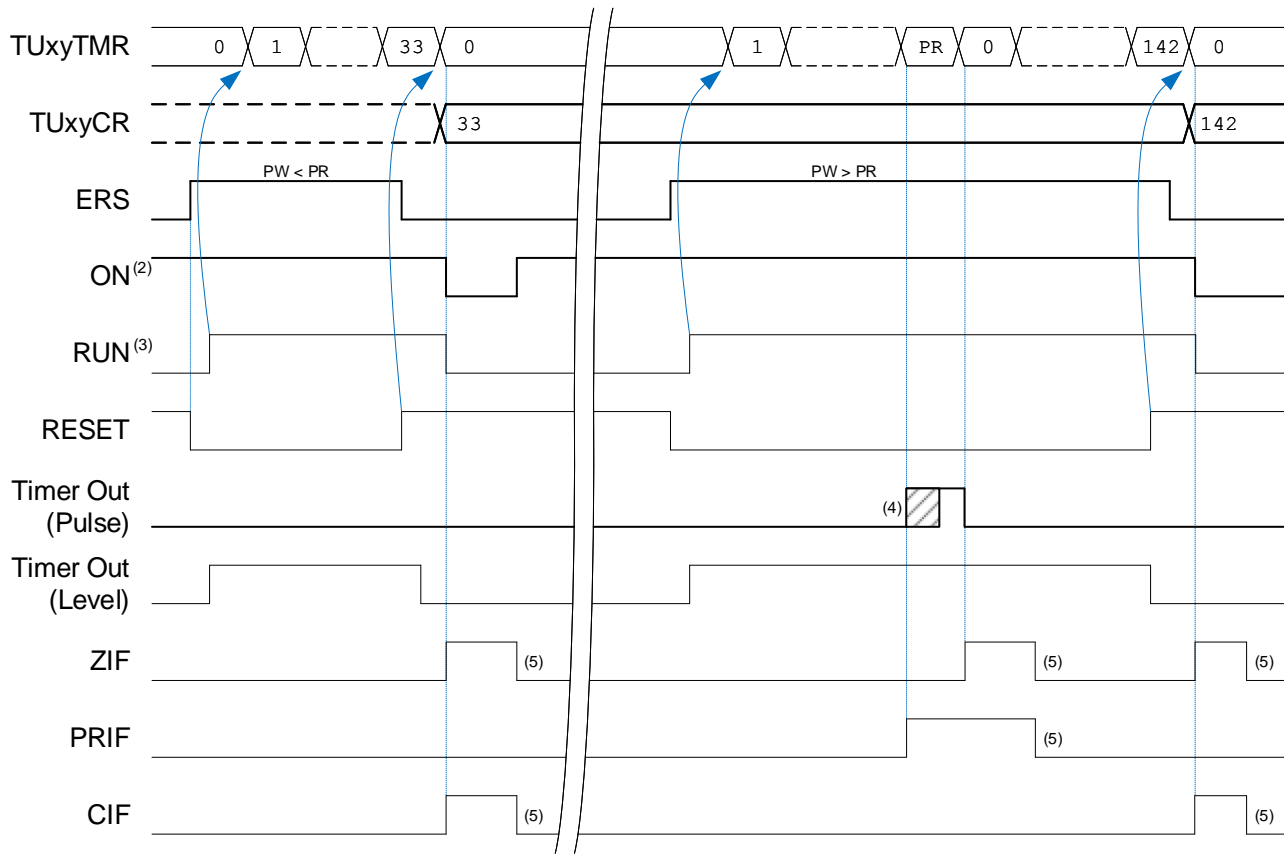 TUxyTMR 0 1 33 0 1 PR 0 142 0
TUxyCR 33 142
PW < PR PW > PR
ERS
ON(2)
RUN(3)
RESET
Timer Out
(Pulse)
(4)
Timer Out
(Level)
ZIF (5) (5) (5)
PRIF (5)
CIF (5) (5)